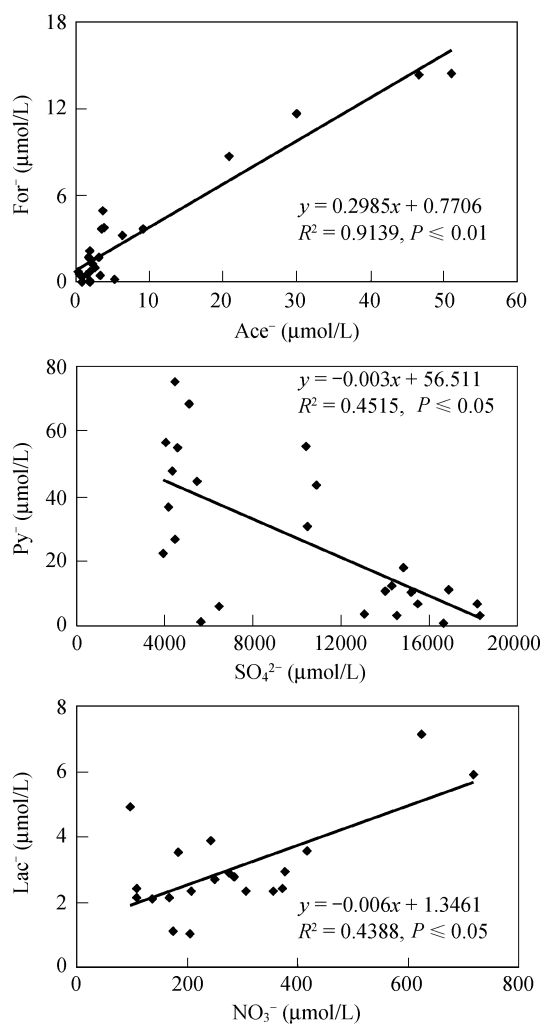 18
12
6
0
For⁻ (μmol/L)
y = 0.2985x + 0.7706
R² = 0.9139, P ⩽ 0.01
0 10 20 30 40 50 60
Ace⁻ (μmol/L)
80
60
40
20
0
Py⁻ (μmol/L)
y = −0.003x + 56.511
R² = 0.4515, P ⩽ 0.05
0 4000 8000 12000 16000 20000
SO₄²⁻ (μmol/L)
8
6
4
2
0
Lac⁻ (μmol/L)
y = −0.006x + 1.3461
R² = 0.4388, P ⩽ 0.05
0 200 400 600 800
NO₃⁻ (μmol/L)